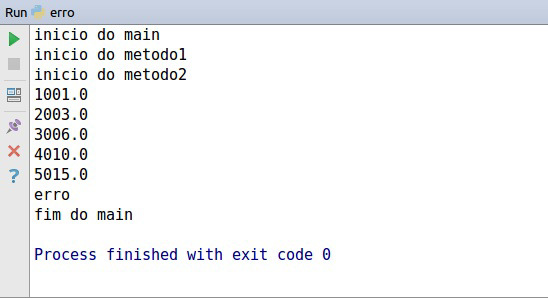 Run erro
inicio do main
inicio do metodo1
inicio do metodo2
1001.0
2003.0
3006.0
4010.0
5015.0
erro
fim do main
Process finished with exit code 0